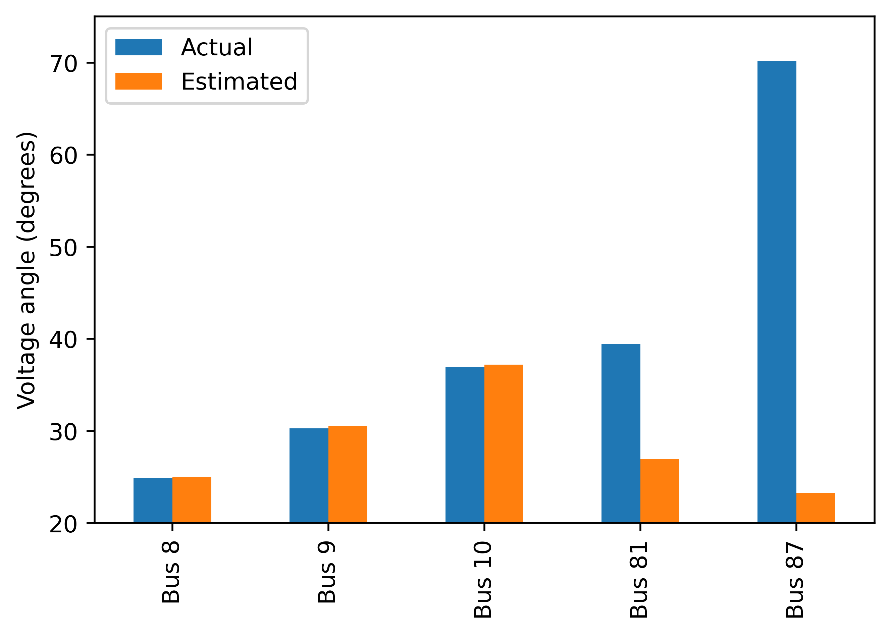 Actual
Estimated
Voltage angle (degrees)
70
60
50
40
30
20
Bus 8
Bus 9
Bus 10
Bus 81
Bus 87